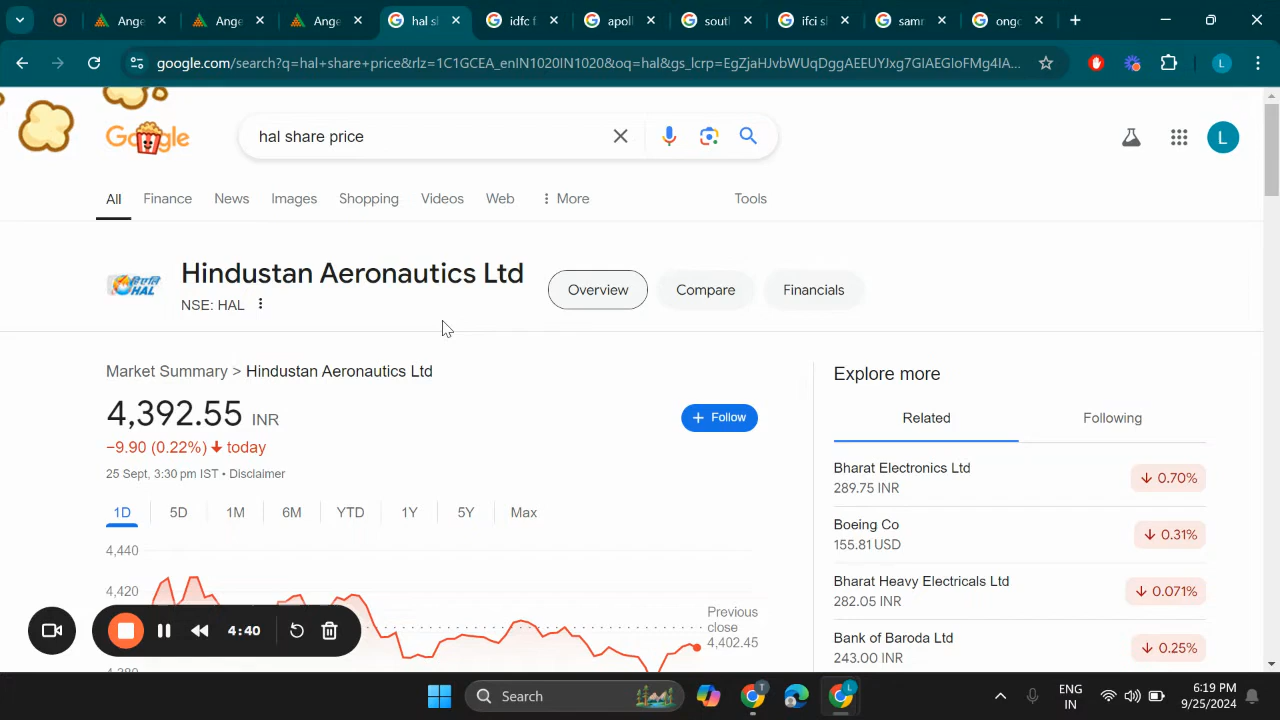 Ange
Ange
Ange
hal sl
idfc f
apoll
soutl
ifci sl
samn
ongc
google.com/search?q=hal+share+price&rlz=1C1GCEA_enIN1020IN1020&oq=hal&gs_lcrp=EgZjaHJvbWUqDggAEEUYJxg7GIAEGIoFMg4IA...
L
Google
hal share price
L
All
Finance
News
Images
Shopping
Videos
Web
More
Tools
HAL
Hindustan Aeronautics Ltd
NSE: HAL
Overview
Compare
Financials
Market Summary > Hindustan Aeronautics Ltd
4,392.55 INR
+ Follow
−9.90 (0.22%) today
25 Sept, 3:30 pm IST • Disclaimer
1D
5D
1M
6M
YTD
1Y
5Y
Max
4,440
4,420
4,380
Previous
close
4,402.45
Explore more
Related
Following
Bharat Electronics Ltd
289.75 INR
0.70%
Boeing Co
155.81 USD
0.31%
Bharat Heavy Electricals Ltd
282.05 INR
0.071%
Bank of Baroda Ltd
243.00 INR
0.25%
4:40
Search
T
L
ENG
IN
6:19 PM
9/25/2024